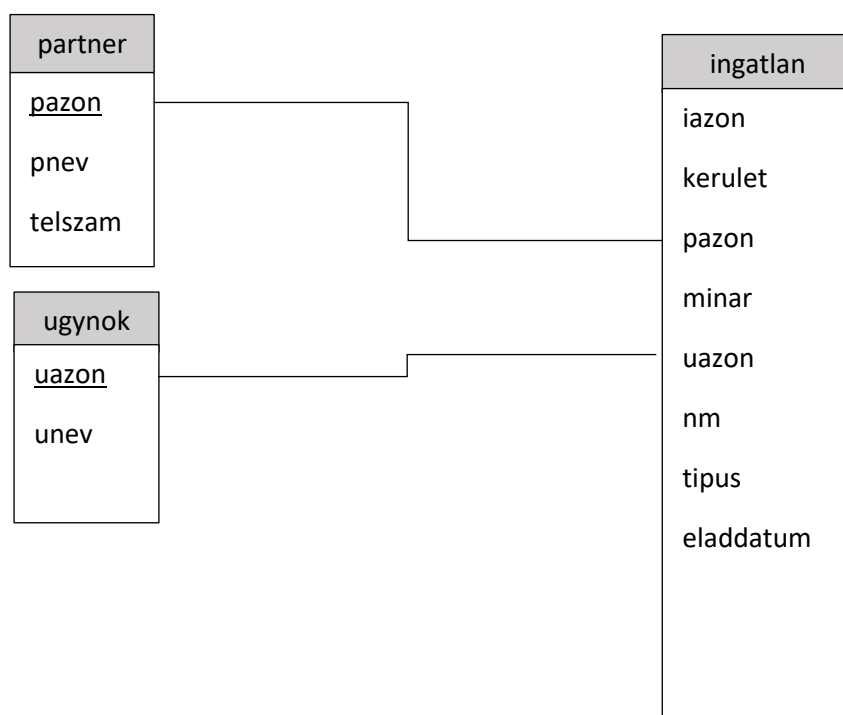 partner
pazon
pnev
telszam
ugynok
uazon
unev
ingatlan
iazon
kerulet
pazon
minar
uazon
nm
tipus
eladdatum